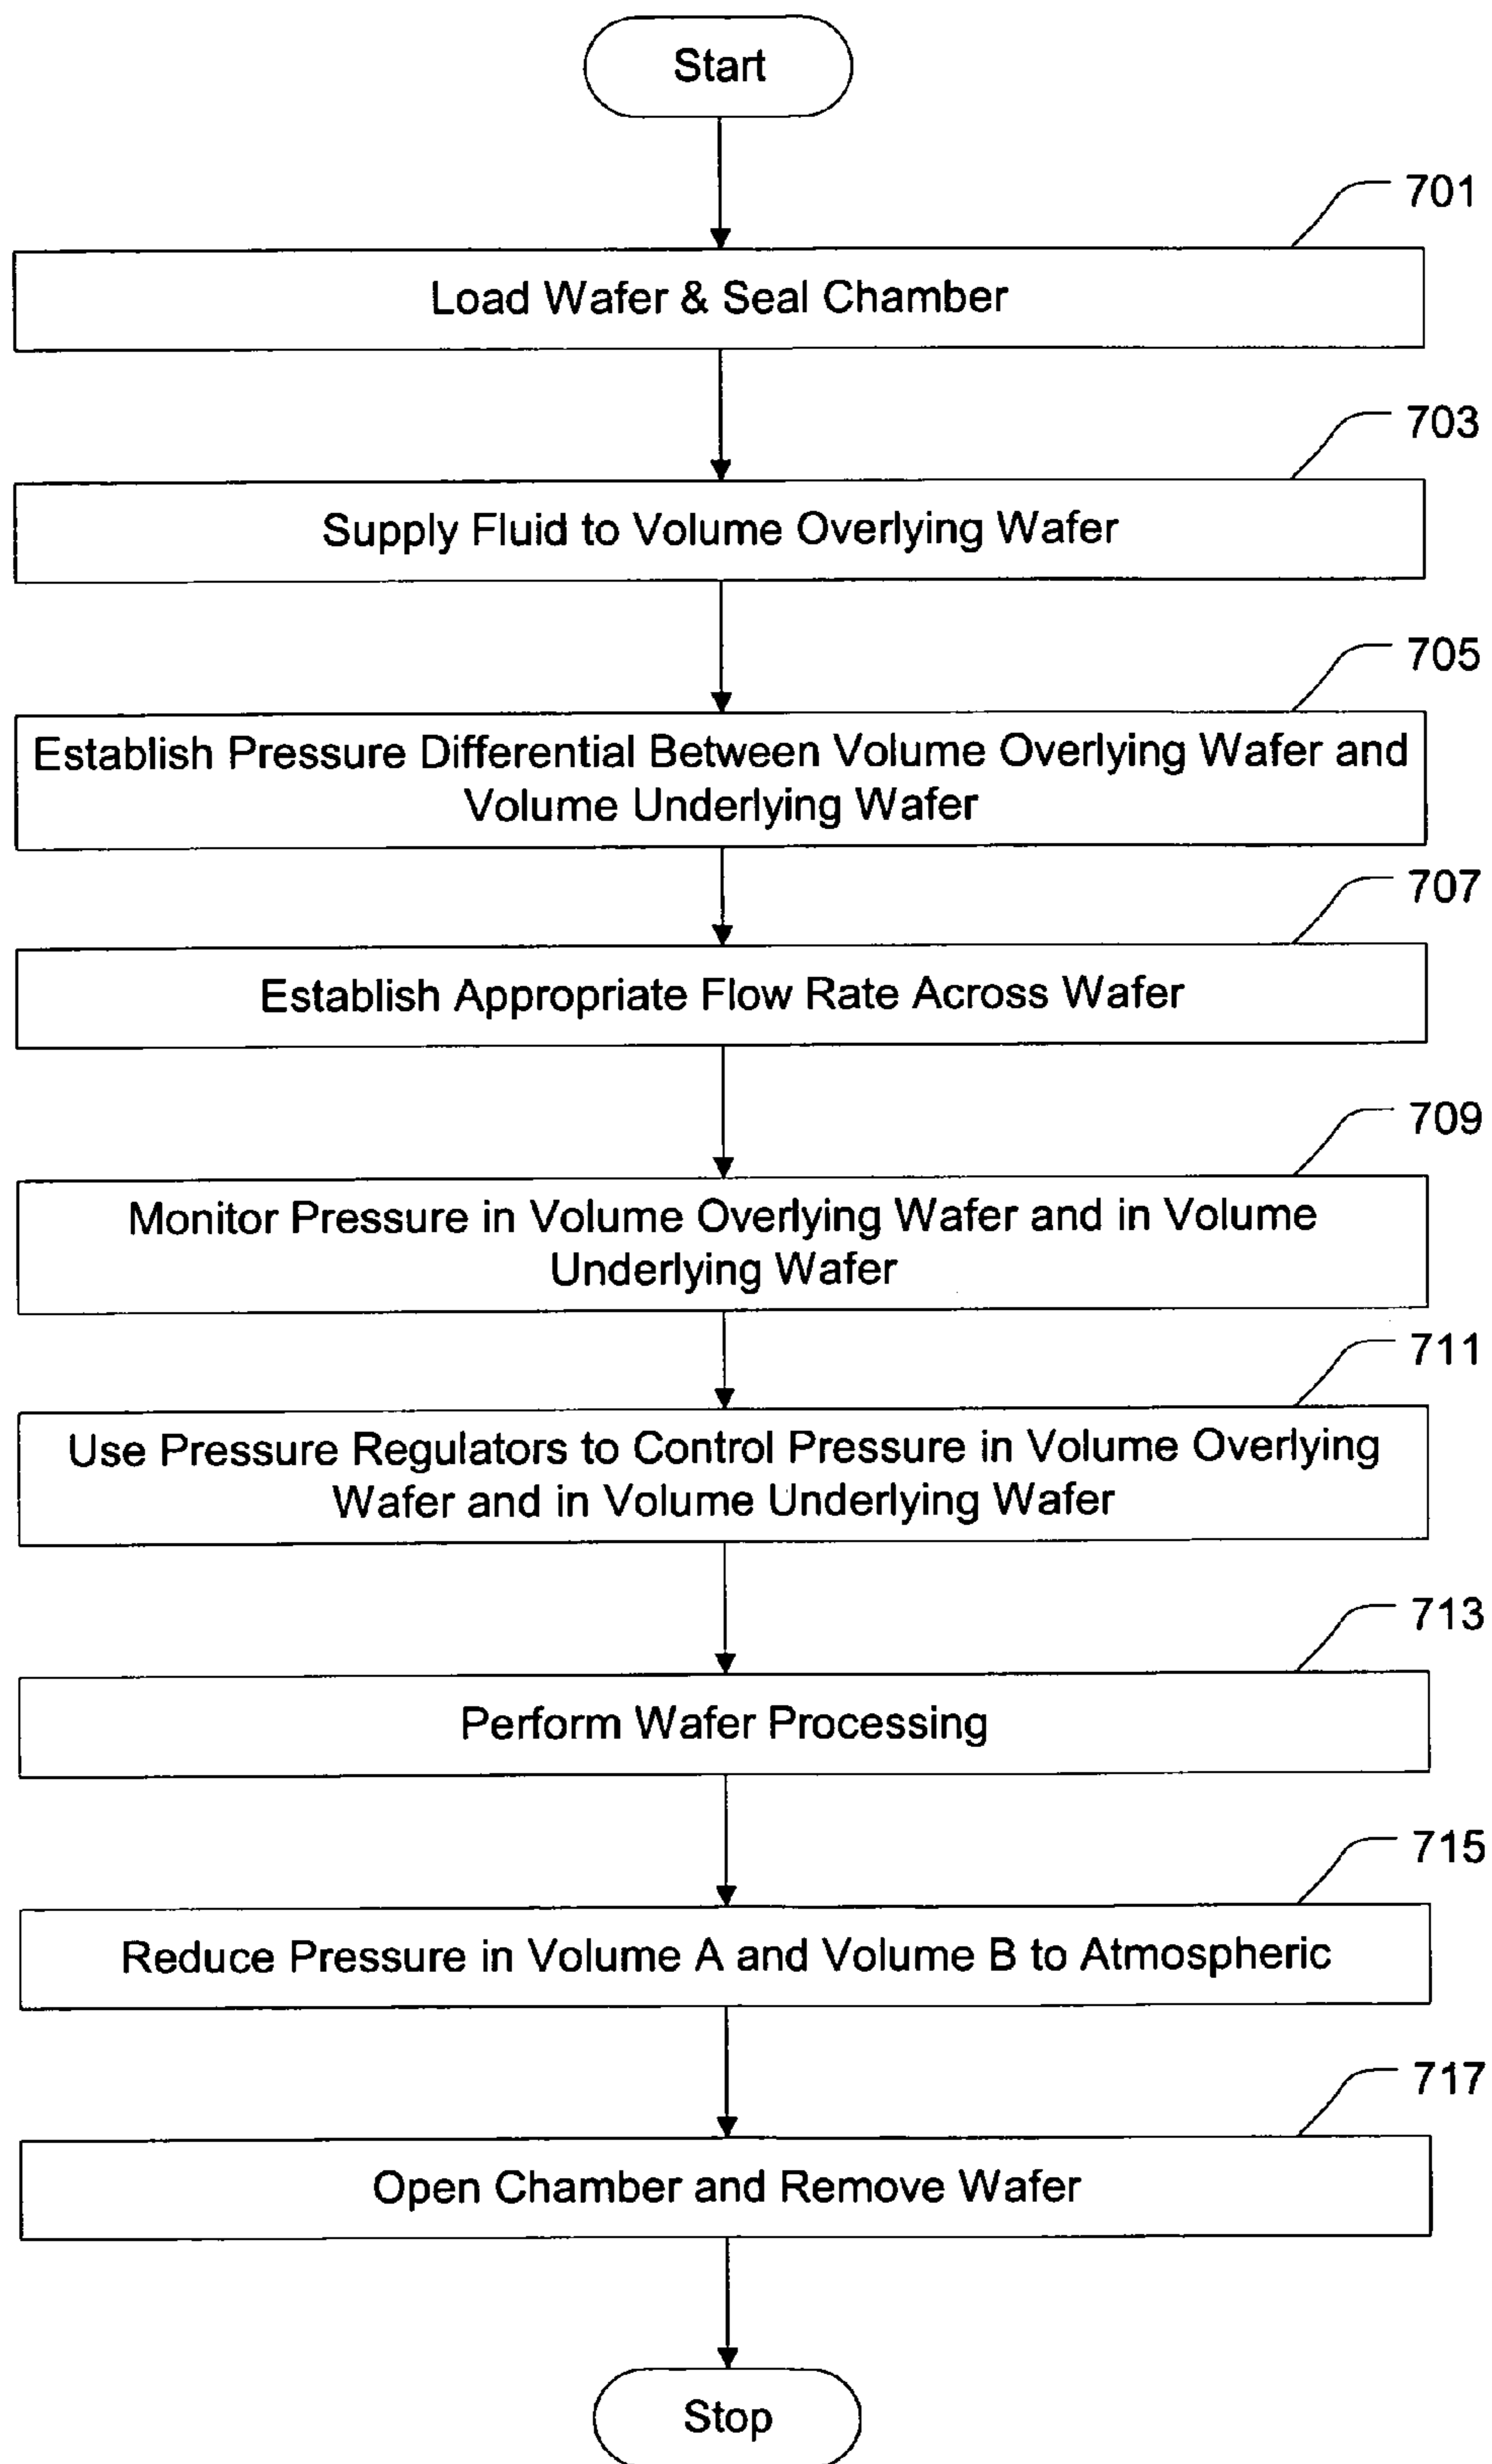 Start
701
Load Wafer & Seal Chamber
703
Supply Fluid to Volume Overlying Wafer
705
Establish Pressure Differential Between Volume Overlying Wafer and
Volume Underlying Wafer
707
Establish Appropriate Flow Rate Across Wafer
709
Monitor Pressure in Volume Overlying Wafer and in Volume
Underlying Wafer
711
Use Pressure Regulators to Control Pressure in Volume Overlying
Wafer and in Volume Underlying Wafer
713
Perform Wafer Processing
715
Reduce Pressure in Volume A and Volume B to Atmospheric
717
Open Chamber and Remove Wafer
Stop